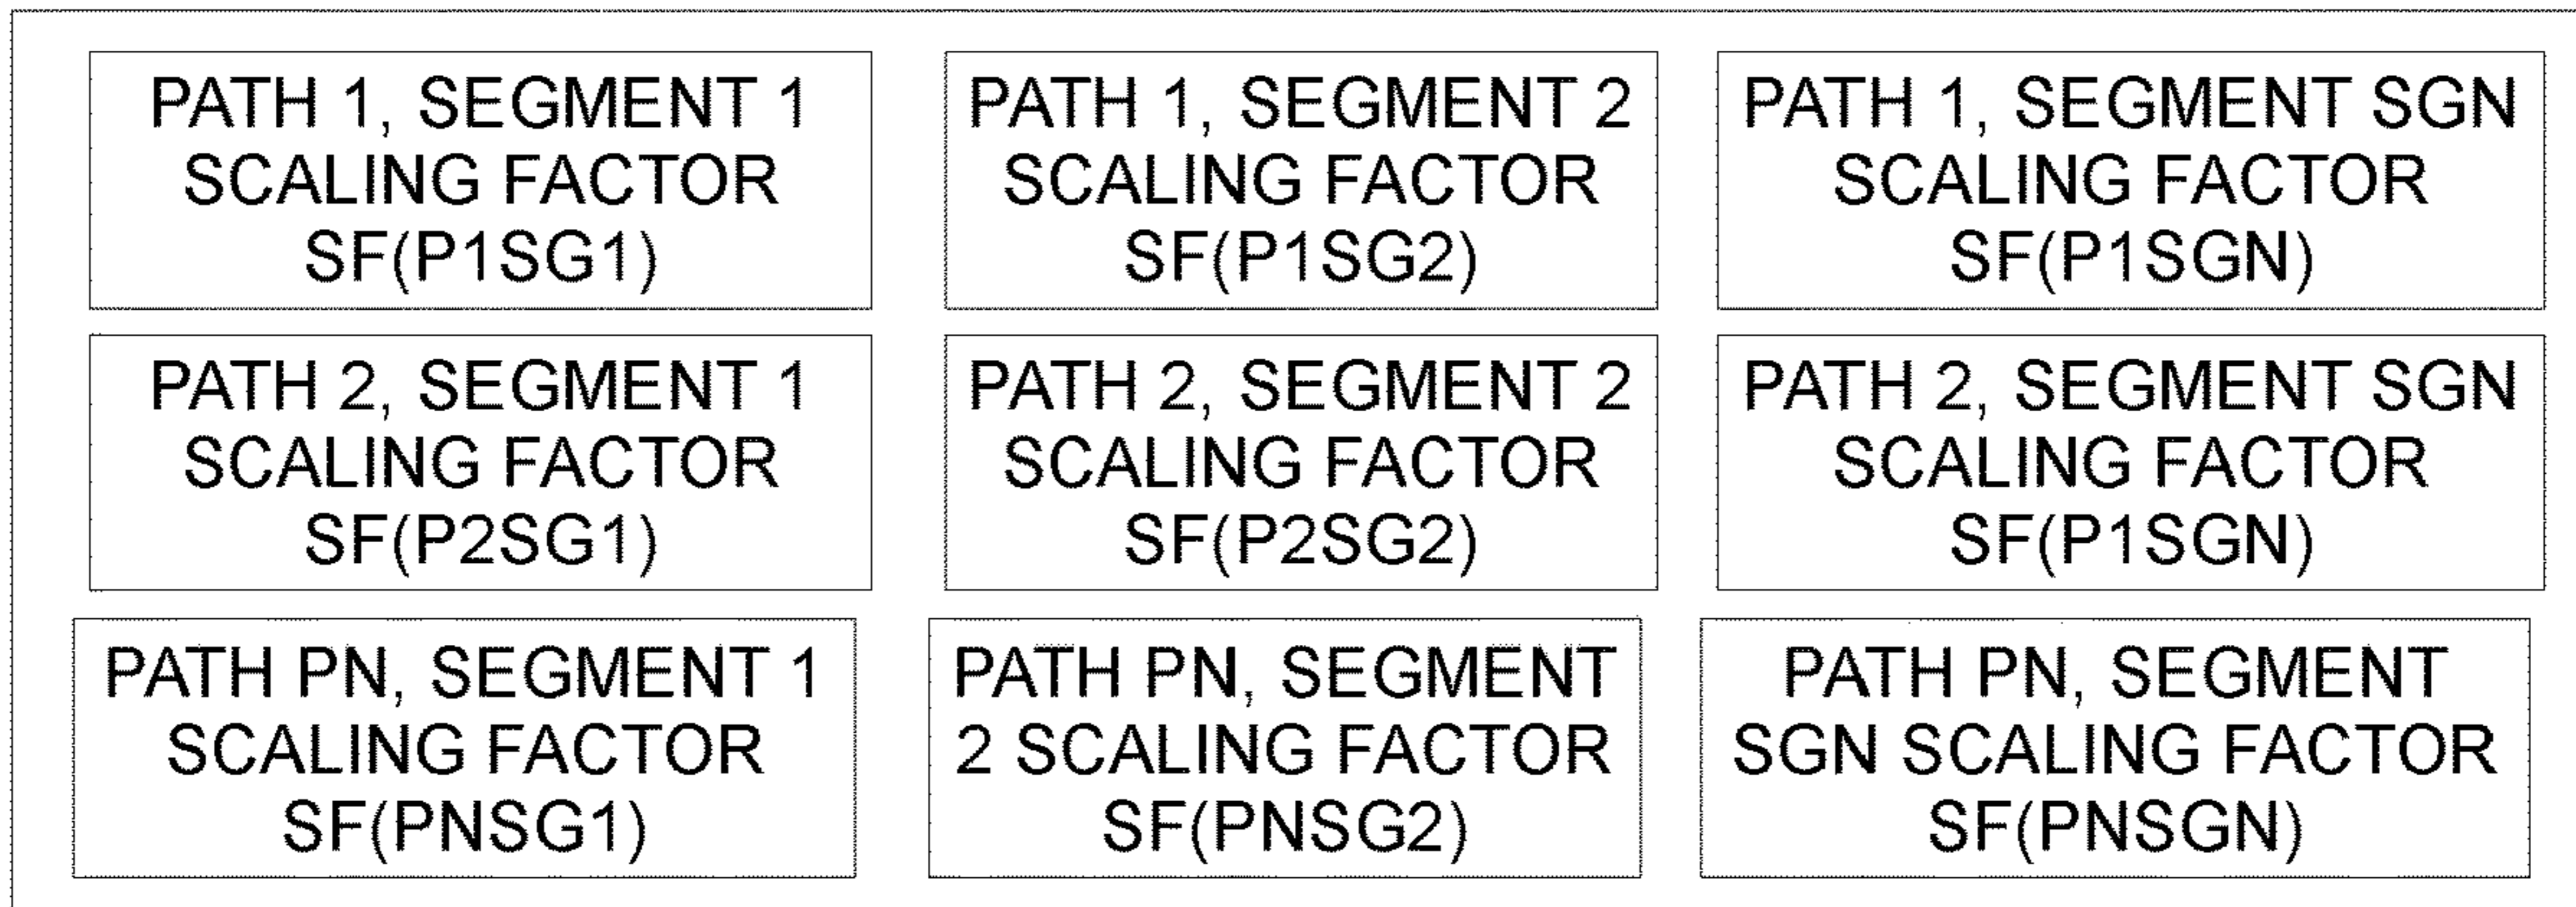 PATH 1, SEGMENT 1
SCALING FACTOR
SF(P1SG1)
PATH 1, SEGMENT 2
SCALING FACTOR
SF(P1SG2)
PATH 1, SEGMENT SGN
SCALING FACTOR
SF(P1SGN)
PATH 2, SEGMENT 1
SCALING FACTOR
SF(P2SG1)
PATH 2, SEGMENT 2
SCALING FACTOR
SF(P2SG2)
PATH 2, SEGMENT SGN
SCALING FACTOR
SF(P1SGN)
PATH PN, SEGMENT 1
SCALING FACTOR
SF(PNSG1)
PATH PN, SEGMENT
2 SCALING FACTOR
SF(PNSG2)
PATH PN, SEGMENT
SGN SCALING FACTOR
SF(PNSGN)